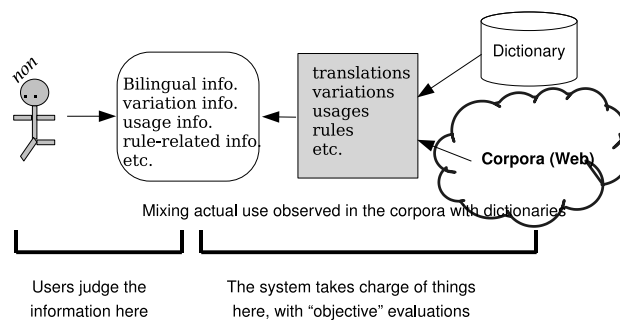 non
Bilingual info.
variation info.
usage info.
rule-related info.
etc.
translations
variations
usages
rules
etc.
Dictionary
Corpora (Web)
Mixing actual use observed in the corpora with dictionaries
Users judge the
information here
The system takes charge of things
here, with “objective” evaluations